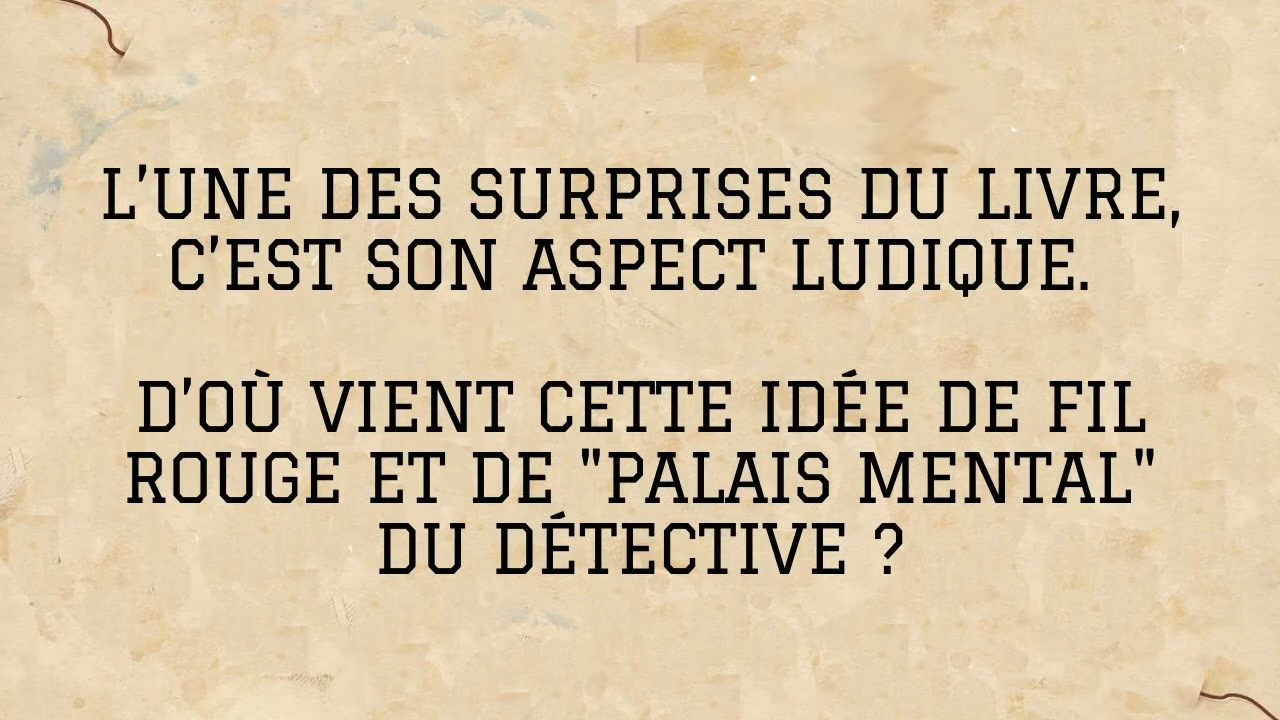 L'UNE DES SURPRISES DU LIVRE,
C'EST SON ASPECT LUDIQUE.
D'OÙ VIENT CETTE IDÉE DE FIL
ROUGE ET DE "PALAIS MENTAL"
DU DÉTECTIVE ?